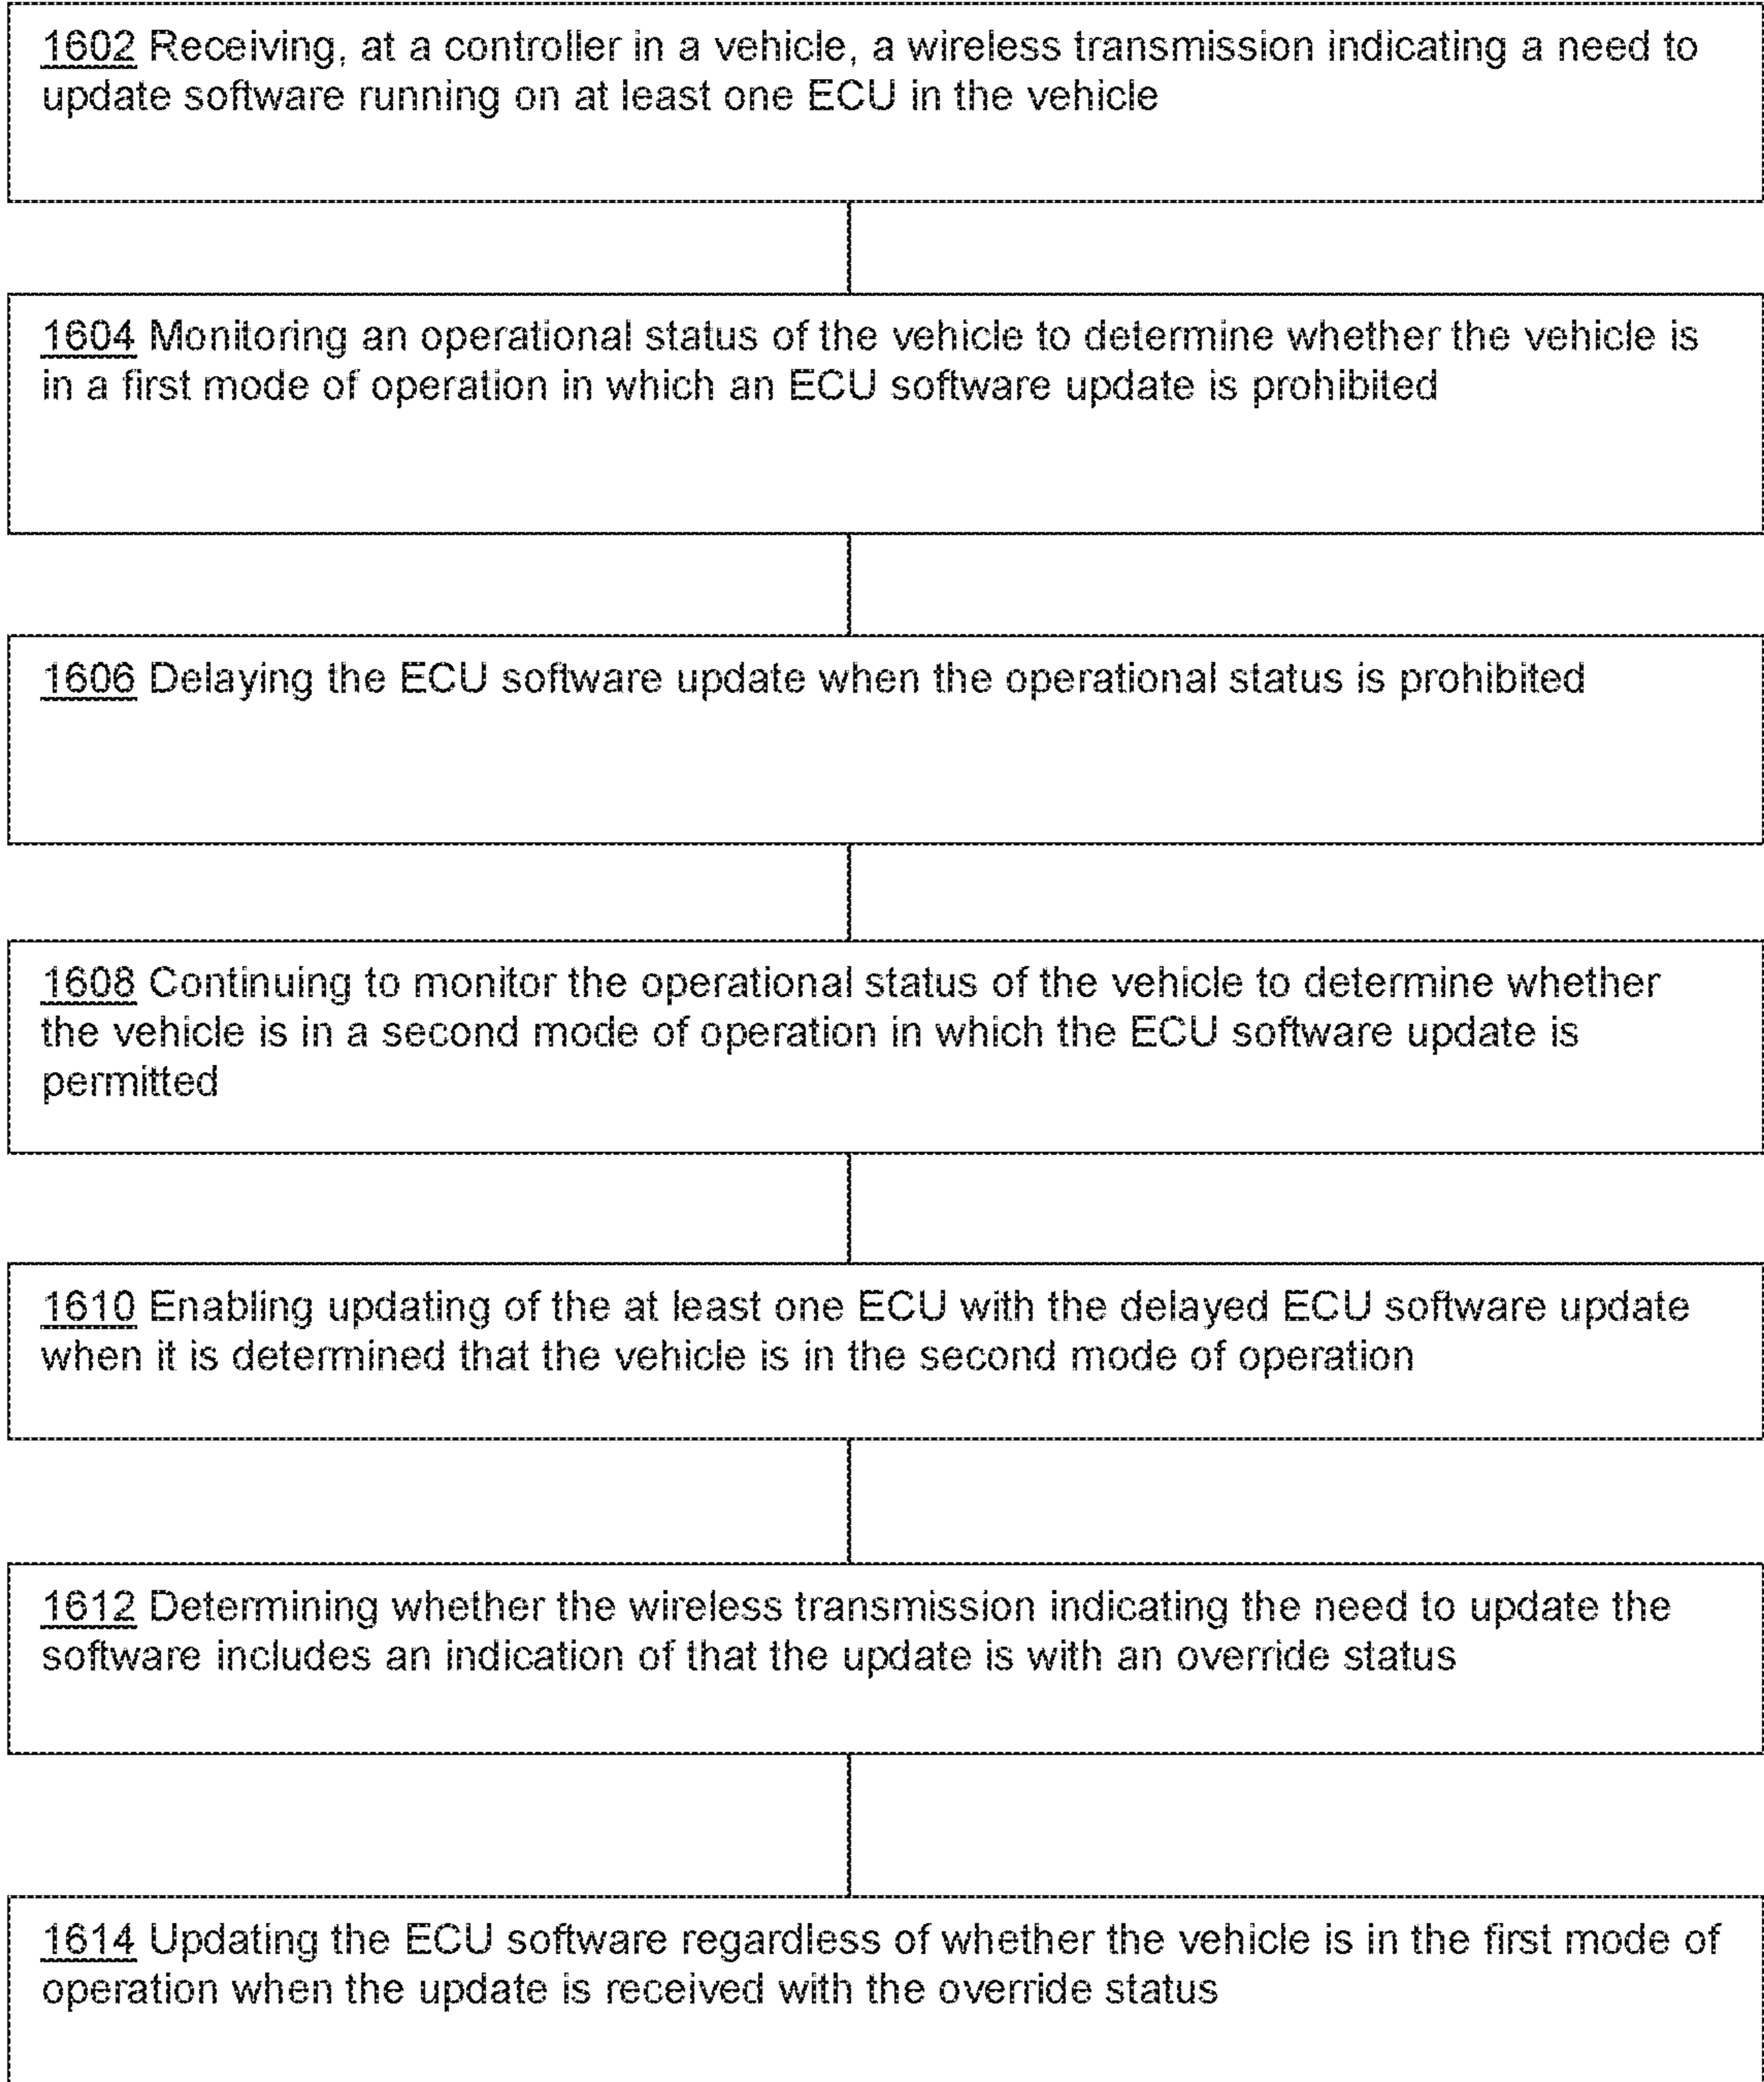 1602 Receiving, at a controller in a vehicle, a wireless transmission indicating a need to
update software running on at least one ECU in the vehicle
1604 Monitoring an operational status of the vehicle to determine whether the vehicle is
in a first mode of operation in which an ECU software update is prohibited
1606 Delaying the ECU software update when the operational status is prohibited
1608 Continuing to monitor the operational status of the vehicle to determine whether
the vehicle is in a second mode of operation in which the ECU software update is
permitted
1610 Enabling updating of the at least one ECU with the delayed ECU software update
when it is determined that the vehicle is in the second mode of operation
1612 Determining whether the wireless transmission indicating the need to update the
software includes an indication of that the update is with an override status
1614 Updating the ECU software regardless of whether the vehicle is in the first mode of
operation when the update is received with the override status